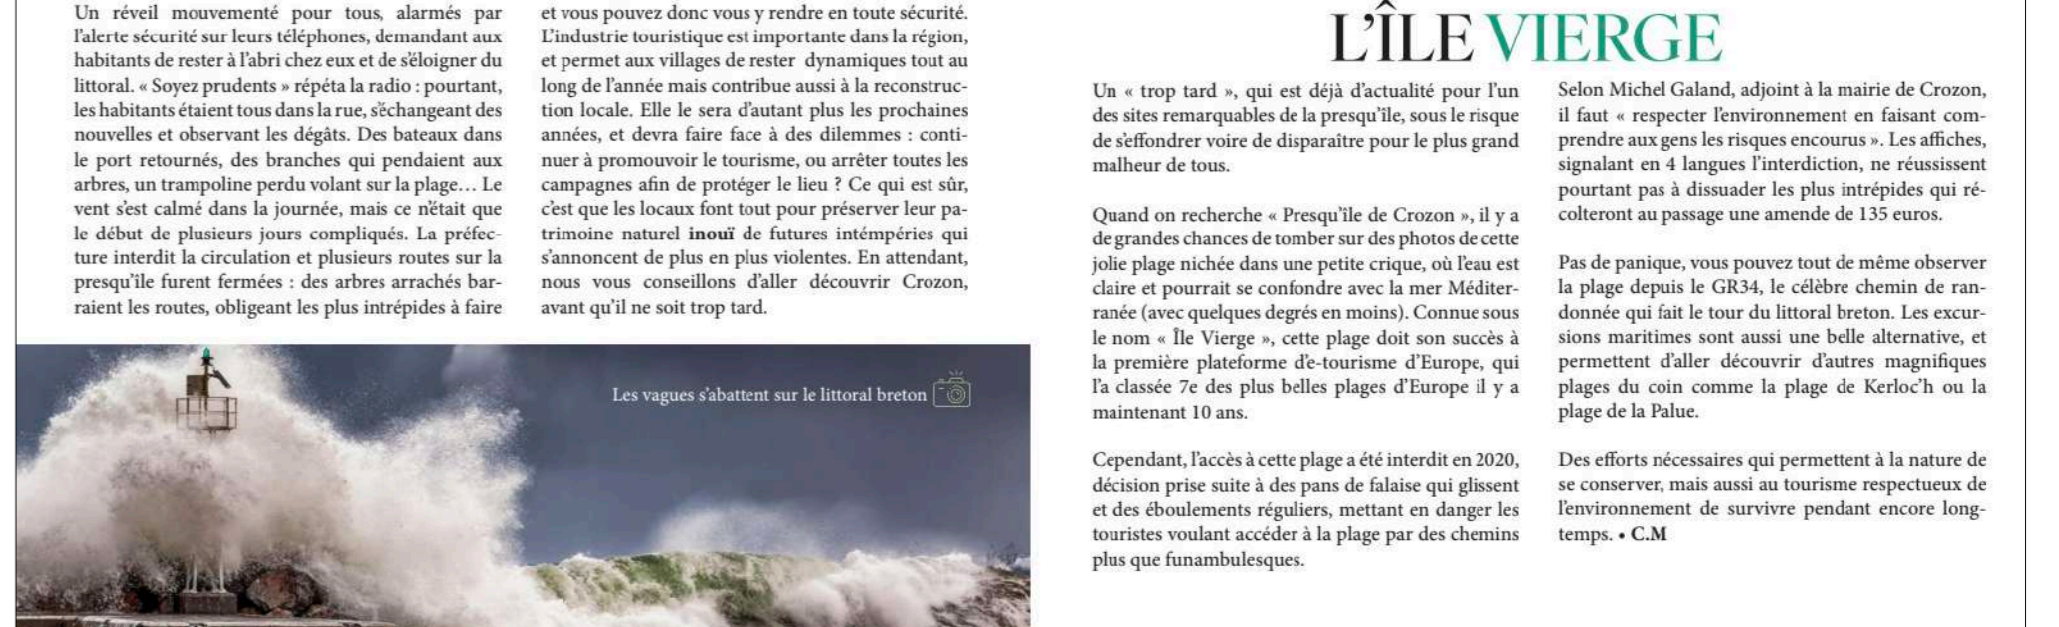 Un réveil mouvementé pour tous, alarmés par
l'alerte sécurité sur leurs téléphones, demandant aux
habitants de rester à l'abri chez eux et de s'éloigner du
littoral. « Soyez prudents » répéta la radio : pourtant,
les habitants étaient tous dans la rue, s'échangeant des
nouvelles et observant les dégâts. Des bateaux dans
le port retournés, des branches qui pendaient aux
arbres, un trampoline perdu volant sur la plage… Le
vent s'est calmé dans la journée, mais ce n'était que
le début de plusieurs jours compliqués. La préfec-
ture interdit la circulation et plusieurs routes sur la
presqu'île furent fermées : des arbres arrachés bar-
raient les routes, obligeant les plus intrépides à faire
et vous pouvez donc vous y rendre en toute sécurité.
L'industrie touristique est importante dans la région,
et permet aux villages de rester dynamiques tout au
long de l'année mais contribue aussi à la reconstruc-
tion locale. Elle le sera d'autant plus les prochaines
années, et devra faire face à des dilemmes : conti-
nuer à promouvoir le tourisme, ou arrêter toutes les
campagnes afin de protéger le lieu ? Ce qui est sûr,
c'est que les locaux font tout pour préserver leur pa-
trimoine naturel inouï de futures intémpéries qui
s'annoncent de plus en plus violentes. En attendant,
nous vous conseillons d'aller découvrir Crozon,
avant qu'il ne soit trop tard.
Les vagues s'abattent sur le littoral breton
L'ÎLE VIERGE
Un « trop tard », qui est déjà d'actualité pour l'un
des sites remarquables de la presqu'île, sous le risque
de s'effondrer voire de disparaître pour le plus grand
malheur de tous.
Quand on recherche « Presqu'île de Crozon », il y a
de grandes chances de tomber sur des photos de cette
jolie plage nichée dans une petite crique, où l'eau est
claire et pourrait se confondre avec la mer Méditer-
ranée (avec quelques degrés en moins). Connue sous
le nom « Île Vierge », cette plage doit son succès à
la première plateforme d'e-tourisme d'Europe, qui
l'a classée 7e des plus belles plages d'Europe il y a
maintenant 10 ans.
Cependant, l'accès à cette plage a été interdit en 2020,
décision prise suite à des pans de falaise qui glissent
et des éboulements réguliers, mettant en danger les
touristes voulant accéder à la plage par des chemins
plus que funambulesques.
Selon Michel Galand, adjoint à la mairie de Crozon,
il faut « respecter l'environnement en faisant com-
prendre aux gens les risques encourus ». Les affiches,
signalant en 4 langues l'interdiction, ne réussissent
pourtant pas à dissuader les plus intrépides qui ré-
colteront au passage une amende de 135 euros.
Pas de panique, vous pouvez tout de même observer
la plage depuis le GR34, le célèbre chemin de ran-
donnée qui fait le tour du littoral breton. Les excur-
sions maritimes sont aussi une belle alternative, et
permettent d'aller découvrir d'autres magnifiques
plages du coin comme la plage de Kerloc'h ou la
plage de la Palue.
Des efforts nécessaires qui permettent à la nature de
se conserver, mais aussi au tourisme respectueux de
l'environnement de survivre pendant encore long-
temps. • C.M